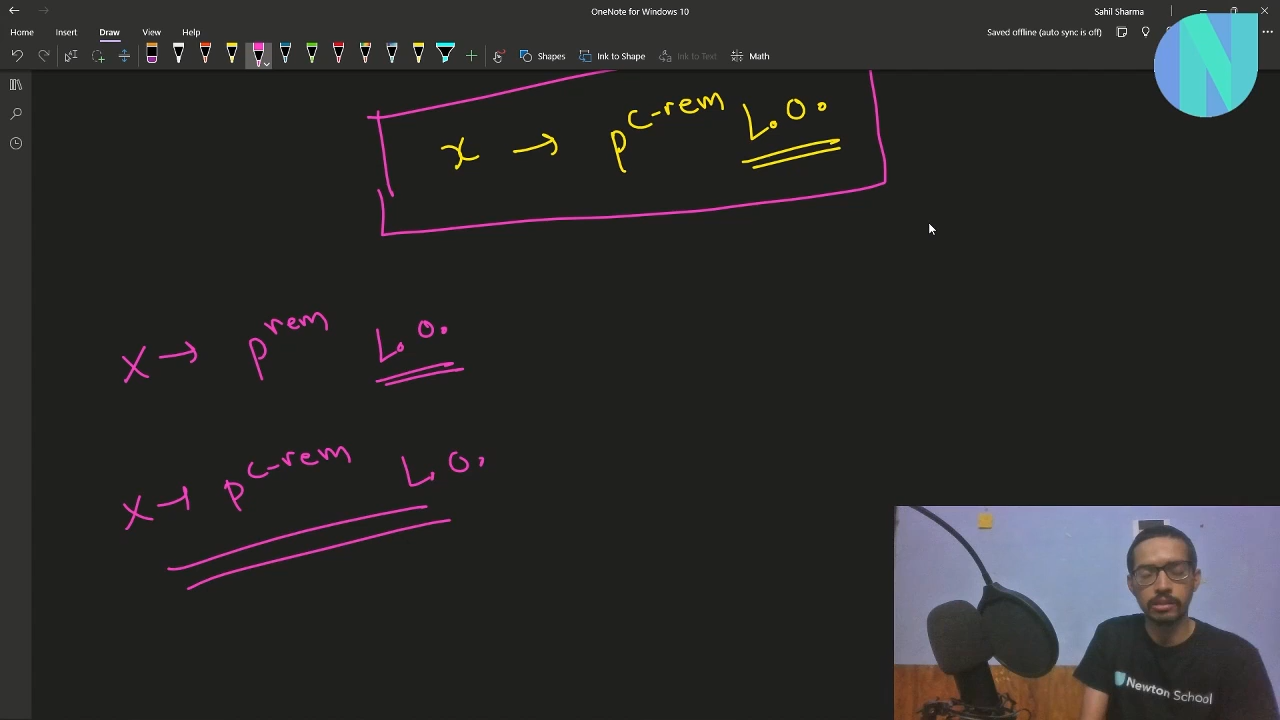 OneNote for Windows 10
Sahil Sharma
Home Insert Draw View Help
Saved offline (auto sync is off)
Shapes Ink to Shape Ink to Text Math
x → p^C-rem L.O.
X → p^rem L.O.
X → p^C-rem L.O.
Newton School